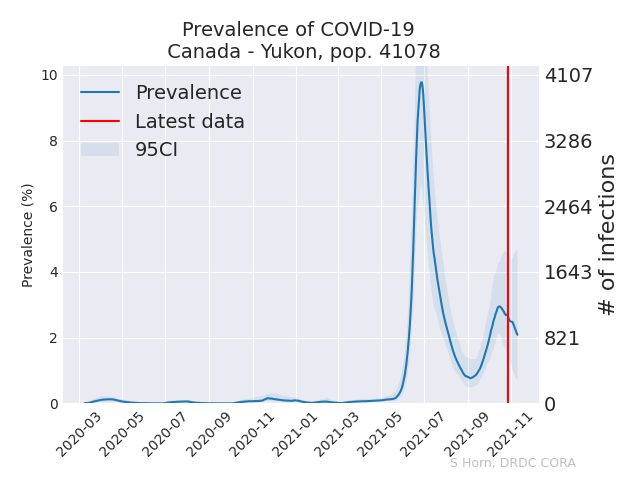 Prevalence of COVID-19
Canada - Yukon, pop. 41078
Prevalence
Latest data
95CI
Prevalence (%)
10
8
6
4
2
0
4107
3286
2464
1643
821
0
# of infections
2020-03
2020-05
2020-07
2020-09
2020-11
2021-01
2021-03
2021-05
2021-07
2021-09
2021-11
S Horn, DRDC CORA